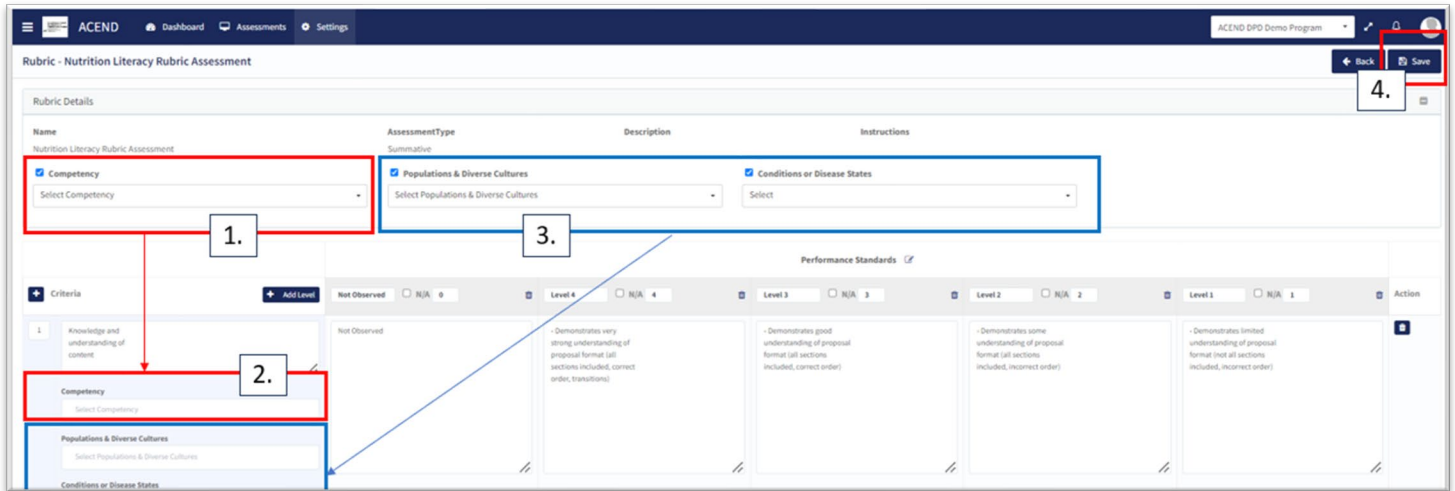 ACEND Dashboard Assessments Settings ACEND DPD Demo Program
Rubric - Nutrition Literacy Rubric Assessment Back Save
4.
Rubric Details
Name AssessmentType Description Instructions
Nutrition Literacy Rubric Assessment Summative
Competency Populations & Diverse Cultures Conditions or Disease States
Select Competency Select Populations & Diverse Cultures Select
1. 3.
Performance Standards
Criteria + Add Level Not Observed N/A 0 Level 4 N/A 4 Level 3 N/A 3 Level 2 N/A 2 Level 1 N/A 1 Action
1 Knowledge and Not Observed - Demonstrates very - Demonstrates good - Demonstrates some - Demonstrates limited
understanding of strong understanding of understanding of proposal understanding of proposal understanding of proposal
content proposal format (all format (all sections format (all sections format (not all sections
sections included, correct included, correct order) included, incorrect order) included, incorrect order)
order, transitions)
2.
Competency
Select Competency
Populations & Diverse Cultures
Select Populations & Diverse Cultures
Conditions or Disease States